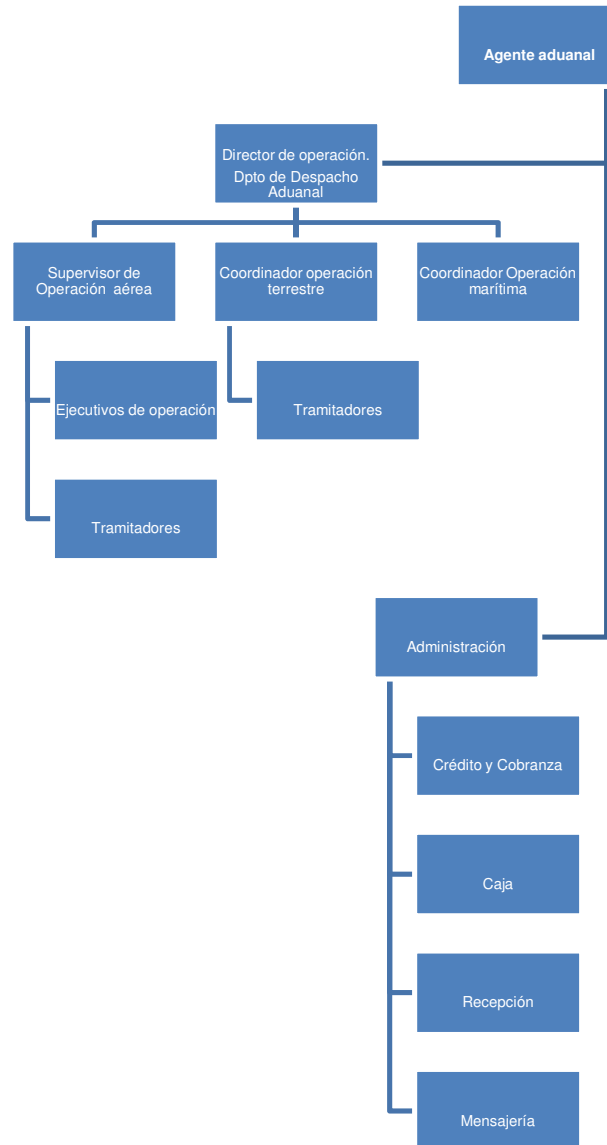 Agente aduanal
Director de operación.
Dpto de Despacho
Aduanal
Supervisor de
Operación aérea
Coordinador operación
terrestre
Coordinador Operación
marítima
Ejecutivos de operación
Tramitadores
Tramitadores
Administración
Crédito y Cobranza
Caja
Recepción
Mensajería